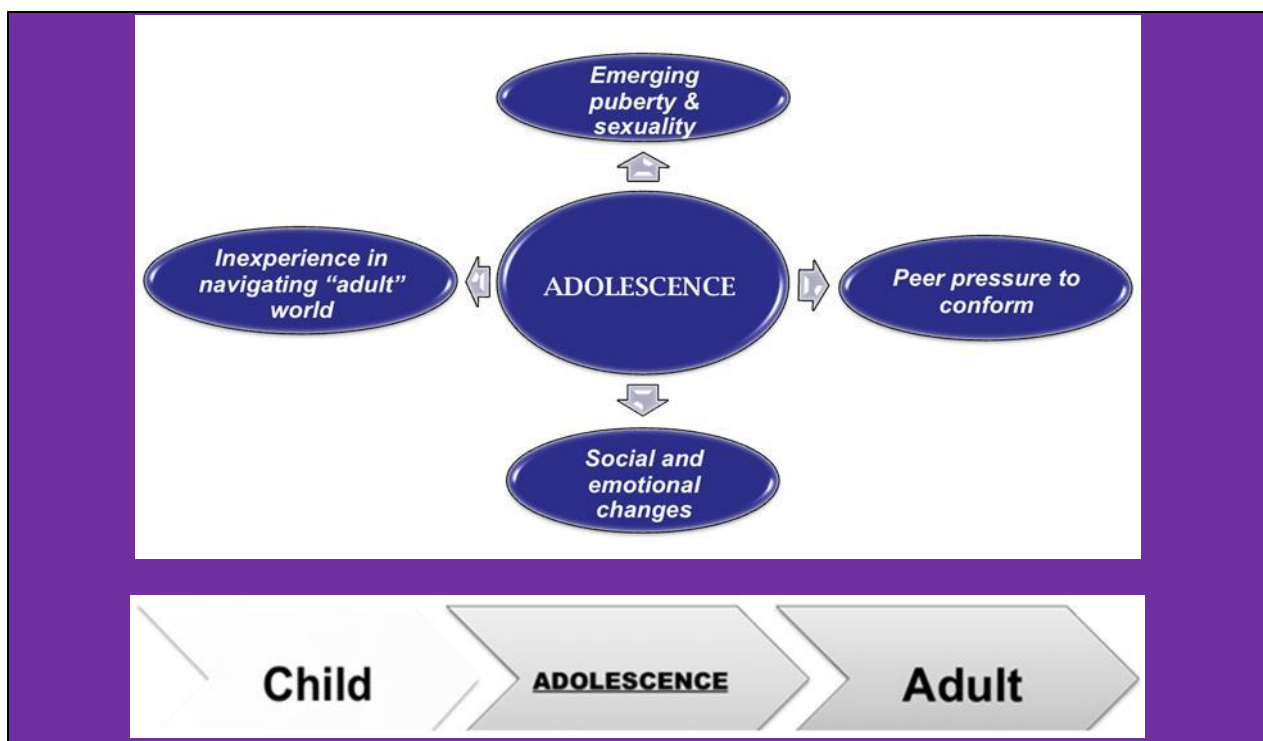 Emerging
puberty &
sexuality
Inexperience in
navigating “adult”
world
ADOLESCENCE
Peer pressure to
conform
Social and
emotional
changes
Child
ADOLESCENCE
Adult